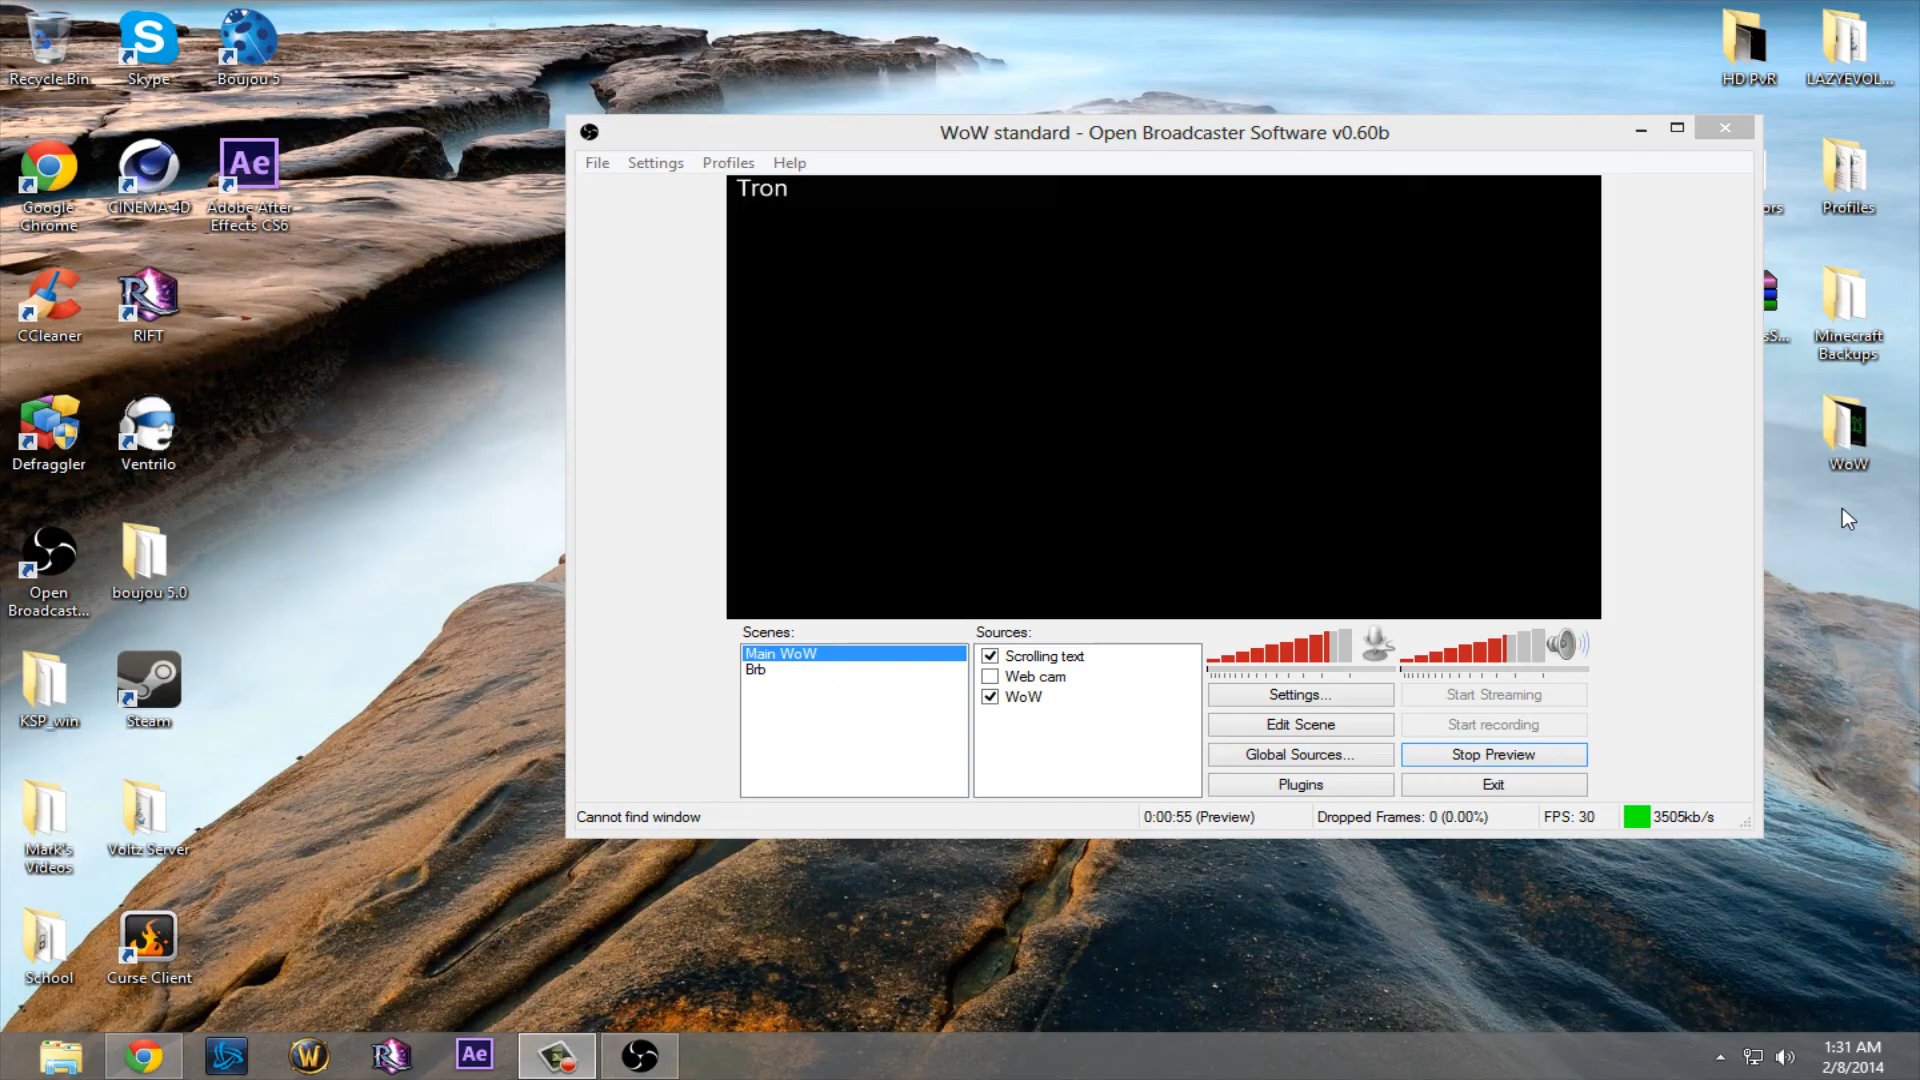 Recycle Bin
Skype
Boujou 5
HD PvR
LAZYEVOL...
WoW standard - Open Broadcaster Software v0.60b
File
Settings
Profiles
Help
Tron
Google Chrome
CINEMA 4D
Ae
Adobe After Effects CS6
ors
Profiles
CCleaner
RIFT
sS...
Minecraft Backups
Defraggler
Ventrilo
WoW
Open Broadcast...
boujou 5.0
KSP_win
Steam
Scenes:
Main WoW
Brb
Sources:
Scrolling text
Web cam
WoW
Settings...
Start Streaming
Edit Scene
Start recording
Global Sources...
Stop Preview
Plugins
Exit
Cannot find window
0:00:55 (Preview)
Dropped Frames: 0 (0.00%)
FPS: 30
3505kb/s
Mark's Videos
Voltz Server
School
Curse Client
W
R
Ae
1:31 AM
2/8/2014